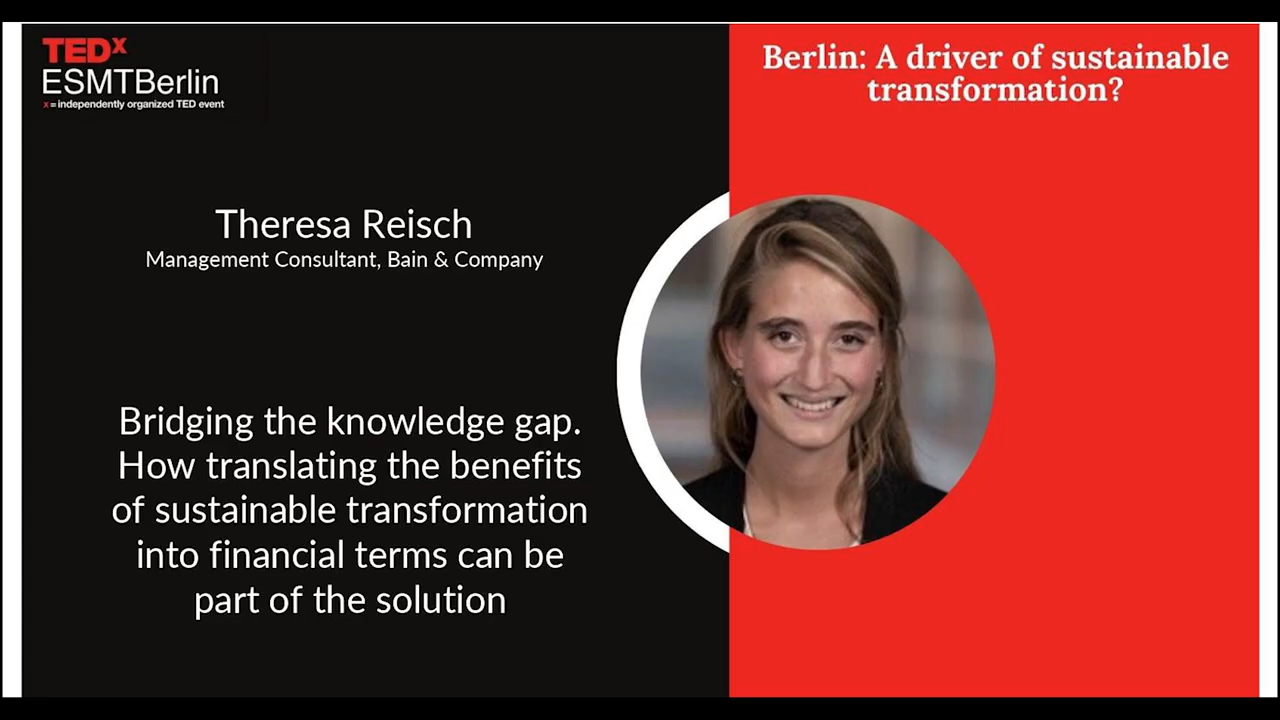 TEDx
ESMTBerlin
x = independently organized TED event
Berlin: A driver of sustainable
transformation?
Theresa Reisch
Management Consultant, Bain & Company
Bridging the knowledge gap.
How translating the benefits
of sustainable transformation
into financial terms can be
part of the solution